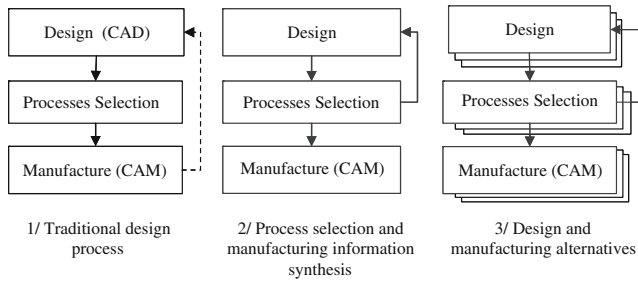 Design (CAD)
Processes Selection
Manufacture (CAM)
1/ Traditional design
process
Design
Processes Selection
Manufacture (CAM)
2/ Process selection and
manufacturing information
synthesis
Design
Processes Selection
Manufacture (CAM)
3/ Design and
manufacturing alternatives